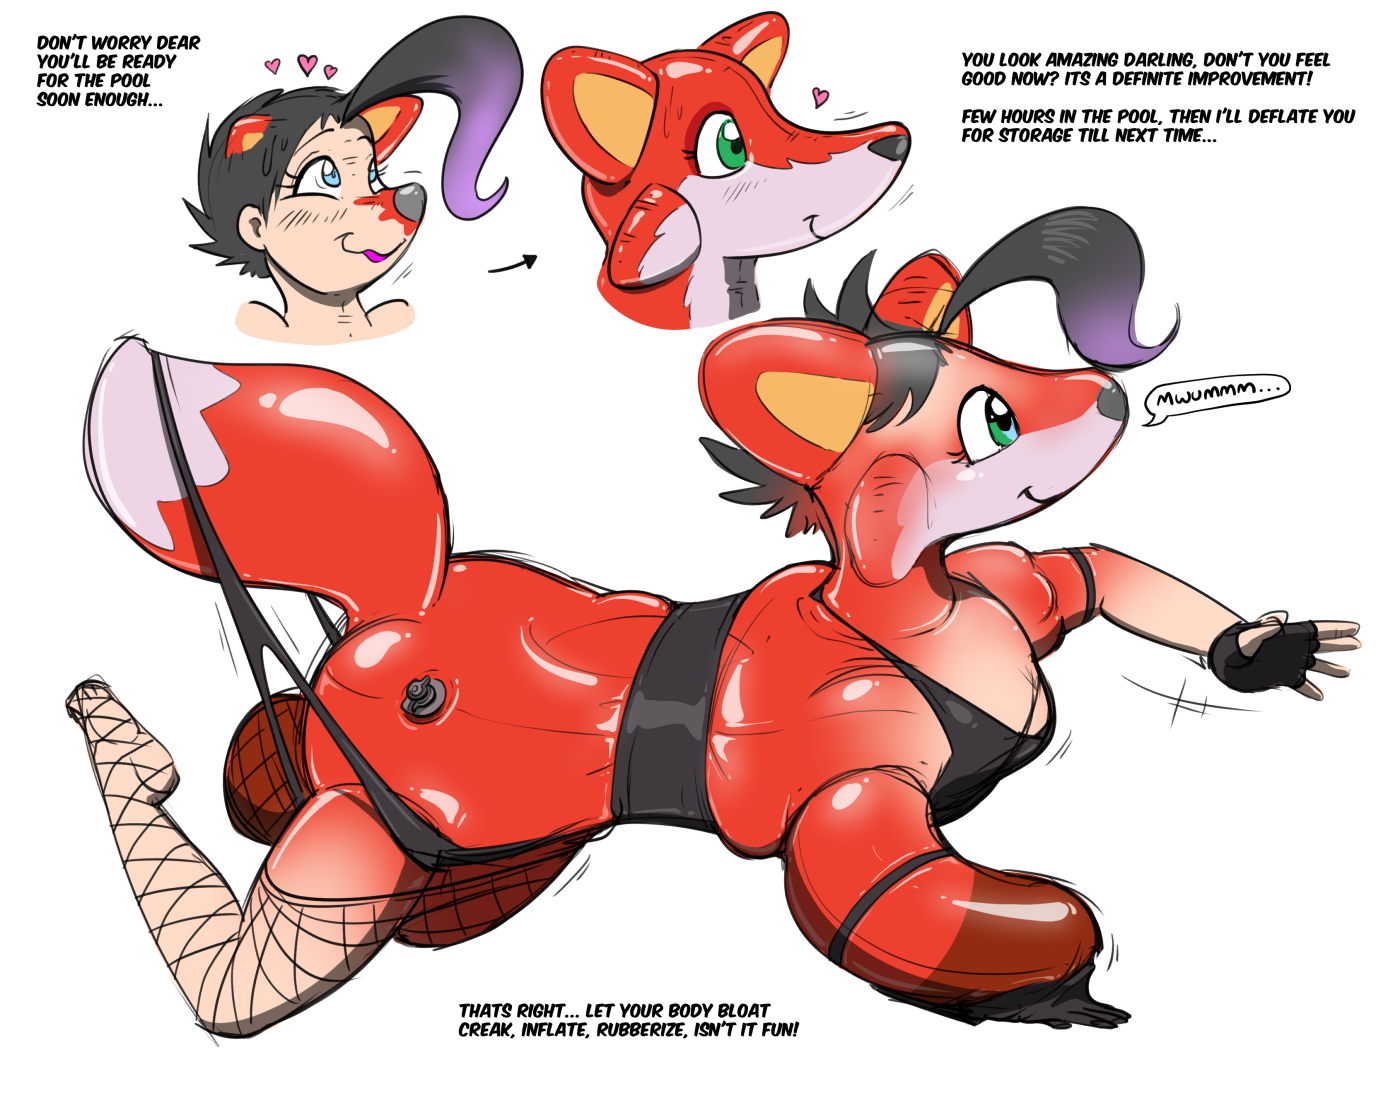 DON'T WORRY DEAR
YOU'LL BE READY
FOR THE POOL
SOON ENOUGH...
YOU LOOK AMAZING DARLING, DON'T YOU FEEL
GOOD NOW? ITS A DEFINITE IMPROVEMENT!
FEW HOURS IN THE POOL, THEN I'LL DEFLATE YOU
FOR STORAGE TILL NEXT TIME...
MWUMMM...
THATS RIGHT... LET YOUR BODY BLOAT
CREAK, INFLATE, RUBBERIZE, ISN'T IT FUN!